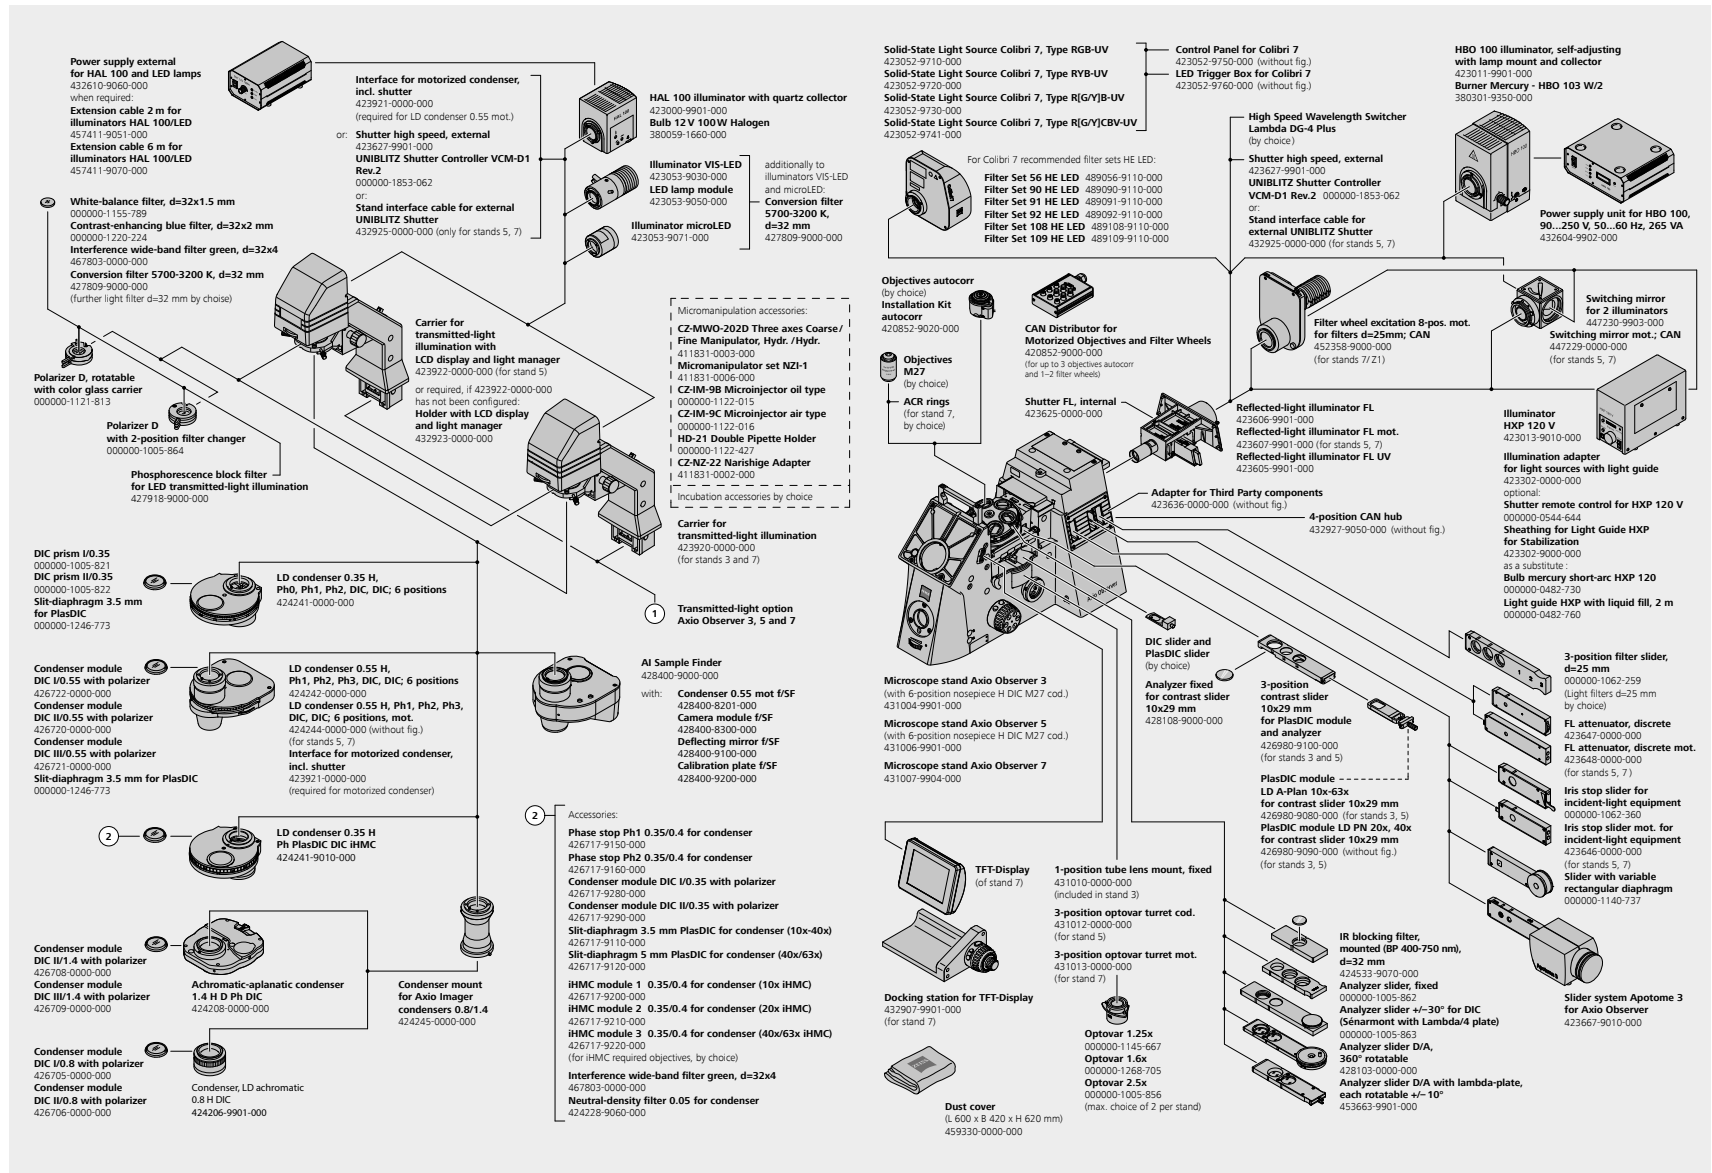 Power supply external
for HAL 100 and LED lamps
432610-9060-000
when required:
Extension cable 2 m for
illuminators HAL 100/LED
457411-9051-000
Extension cable 6 m for
illuminators HAL 100/LED
457411-9070-000
White-balance filter, d=32x1.5 mm
000000-1155-789
Contrast-enhancing blue filter, d=32x2 mm
000000-1220-224
Interference wide-band filter green, d=32x4
467803-0000-000
Conversion filter 5700-3200 K, d=32 mm
427809-9000-000
(further light filter d=32 mm by choise)
Interface for motorized condenser,
incl. shutter
423921-0000-000
(required for LD condenser 0.55 mot.)
or: Shutter high speed, external
423627-9901-000
UNIBLITZ Shutter Controller VCM-D1
Rev.2
000000-1853-062
or:
Stand interface cable for external
UNIBLITZ Shutter
432925-0000-000 (only for stands 5, 7)
HAL 100
HAL 100 illuminator with quartz collector
423000-9901-000
Bulb 12 V 100 W Halogen
380059-1660-000
Illuminator VIS-LED
423053-9030-000
LED lamp module
423053-9050-000
Illuminator microLED
423053-9071-000
additionally to
illuminators VIS-LED
and microLED:
Conversion filter
5700-3200 K,
d=32 mm
427809-9000-000
Polarizer D, rotatable
with color glass carrier
000000-1121-813
Polarizer D
with 2-position filter changer
000000-1005-864
Phosphorescence block filter
for LED transmitted-light illumination
427918-9000-000
Carrier for
transmitted-light
illumination with
LCD display and light manager
423922-0000-000 (for stand 5)
or required, if 423922-0000-000
has not been configured:
Holder with LCD display
and light manager
432923-0000-000
Micromanipulation accessories:
CZ-MWO-202D Three axes Coarse/
Fine Manipulator, Hydr. /Hydr.
411831-0003-000
Micromanipulator set NZI-1
411831-0006-000
CZ-IM-9B Microinjector oil type
000000-1122-015
CZ-IM-9C Microinjector air type
000000-1122-016
HD-21 Double Pipette Holder
000000-1122-427
CZ-NZ-22 Narishige Adapter
411831-0002-000
Incubation accessories by choice
Carrier for
transmitted-light illumination
423920-0000-000
(for stands 3 and 7)
1
Transmitted-light option
Axio Observer 3, 5 and 7
DIC prism I/0.35
000000-1005-821
DIC prism II/0.35
000000-1005-822
Slit-diaphragm 3.5 mm
for PlasDIC
000000-1246-773
LD condenser 0.35 H,
Ph0, Ph1, Ph2, DIC, DIC; 6 positions
424241-0000-000
Condenser module
DIC I/0.55 with polarizer
426722-0000-000
Condenser module
DIC II/0.55 with polarizer
426720-0000-000
Condenser module
DIC III/0.55 with polarizer
426721-0000-000
Slit-diaphragm 3.5 mm for PlasDIC
000000-1246-773
LD condenser 0.55 H,
Ph1, Ph2, Ph3, DIC, DIC; 6 positions
424242-0000-000
LD condenser 0.55 H, Ph1, Ph2, Ph3,
DIC, DIC; 6 positions, mot.
424244-0000-000 (without fig.)
(for stands 5, 7)
Interface for motorized condenser,
incl. shutter
423921-0000-000
(required for motorized condenser)
AI Sample Finder
428400-9000-000
with: Condenser 0.55 mot f/SF
428400-8201-000
Camera module f/SF
428400-8300-000
Deflecting mirror f/SF
428400-9100-000
Calibration plate f/SF
428400-9200-000
2
LD condenser 0.35 H
Ph PlasDIC DIC iHMC
424241-9010-000
Condenser module
DIC II/1.4 with polarizer
426708-0000-000
Condenser module
DIC III/1.4 with polarizer
426709-0000-000
Achromatic-aplanatic condenser
1.4 H D Ph DIC
424208-0000-000
Condenser mount
for Axio Imager
condensers 0.8/1.4
424245-0000-000
Condenser module
DIC I/0.8 with polarizer
426705-0000-000
Condenser module
DIC II/0.8 with polarizer
426706-0000-000
Condenser, LD achromatic
0.8 H DIC
424206-9901-000
2
Accessories:
Phase stop Ph1 0.35/0.4 for condenser
426717-9150-000
Phase stop Ph2 0.35/0.4 for condenser
426717-9160-000
Condenser module DIC I/0.35 with polarizer
426717-9280-000
Condenser module DIC II/0.35 with polarizer
426717-9290-000
Slit-diaphragm 3.5 mm PlasDIC for condenser (10x-40x)
426717-9110-000
Slit-diaphragm 5 mm PlasDIC for condenser (40x/63x)
426717-9120-000
iHMC module 1 0.35/0.4 for condenser (10x iHMC)
426717-9200-000
iHMC module 2 0.35/0.4 for condenser (20x iHMC)
426717-9210-000
iHMC module 3 0.35/0.4 for condenser (40x/63x iHMC)
426717-9220-000
(for iHMC required objectives, by choice)
Interference wide-band filter green, d=32x4
467803-0000-000
Neutral-density filter 0.05 for condenser
424228-9060-000
Solid-State Light Source Colibri 7, Type RGB-UV
423052-9710-000
Solid-State Light Source Colibri 7, Type RYB-UV
423052-9720-000
Solid-State Light Source Colibri 7, Type R[G/Y]B-UV
423052-9730-000
Solid-State Light Source Colibri 7, Type R[G/Y]CBV-UV
423052-9741-000
Control Panel for Colibri 7
423052-9750-000 (without fig.)
LED Trigger Box for Colibri 7
423052-9760-000 (without fig.)
For Colibri 7 recommended filter sets HE LED:
Filter Set 56 HE LED 489056-9110-000
Filter Set 90 HE LED 489090-9110-000
Filter Set 91 HE LED 489091-9110-000
Filter Set 92 HE LED 489092-9110-000
Filter Set 108 HE LED 489108-9110-000
Filter Set 109 HE LED 489109-9110-000
High Speed Wavelength Switcher
Lambda DG-4 Plus
(by choice)
Shutter high speed, external
423627-9901-000
UNIBLITZ Shutter Controller
VCM-D1 Rev.2 000000-1853-062
or:
Stand interface cable for
external UNIBLITZ Shutter
432925-0000-000 (for stands 5, 7)
HBO 100 illuminator, self-adjusting
with lamp mount and collector
423011-9901-000
Burner Mercury - HBO 103 W/2
380301-9350-000
HBO 100
Power supply unit for HBO 100,
90...250 V, 50...60 Hz, 265 VA
432604-9902-000
Objectives autocorr
(by choice)
Installation Kit
autocorr
420852-9020-000
Objectives
M27
(by choice)
ACR rings
(for stand 7,
by choice)
CAN Distributor for
Motorized Objectives and Filter Wheels
420852-9000-000
(for up to 3 objectives autocorr
and 1–2 filter wheels)
Shutter FL, internal
423625-0000-000
Filter wheel excitation 8-pos. mot.
for filters d=25mm; CAN
452358-9000-000
(for stands 7/ Z1)
Switching mirror
for 2 illuminators
447230-9903-000
Switching mirror mot.; CAN
447229-0000-000
(for stands 5, 7)
Reflected-light illuminator FL
423606-9901-000
Reflected-light illuminator FL mot.
423607-9901-000 (for stands 5, 7)
Reflected-light illuminator FL UV
423605-9901-000
Illuminator
HXP 120 V
423013-9010-000
Illumination adapter
for light sources with light guide
423302-0000-000
optional:
Shutter remote control for HXP 120 V
000000-0544-644
Sheathing for Light Guide HXP
for Stabilization
423302-9000-000
as a substitute :
Bulb mercury short-arc HXP 120
000000-0482-730
Light guide HXP with liquid fill, 2 m
000000-0482-760
Adapter for Third Party components
423636-0000-000 (without fig.)
4-position CAN hub
432927-9050-000 (without fig.)
Axio Observer
Microscope stand Axio Observer 3
(with 6-position nosepiece H DIC M27 cod.)
431004-9901-000
Microscope stand Axio Observer 5
(with 6-position nosepiece H DIC M27 cod.)
431006-9901-000
Microscope stand Axio Observer 7
431007-9904-000
DIC slider and
PlasDIC slider
(by choice)
Analyzer fixed
for contrast slider
10x29 mm
428108-9000-000
3-position
contrast slider
10x29 mm
for PlasDIC module
and analyzer
426980-9100-000
(for stands 3 and 5)
PlasDIC module
LD A-Plan 10x-63x
for contrast slider 10x29 mm
426980-9080-000 (for stands 3, 5)
PlasDIC module LD PN 20x, 40x
for contrast slider 10x29 mm
426980-9090-000 (without fig.)
(for stands 3, 5)
3-position filter slider,
d=25 mm
000000-1062-259
(Light filters d=25 mm
by choice)
FL attenuator, discrete
423647-0000-000
FL attenuator, discrete mot.
423648-0000-000
(for stands 5, 7 )
Iris stop slider for
incident-light equipment
000000-1062-360
Iris stop slider mot. for
incident-light equipment
423646-0000-000
(for stands 5, 7)
Slider with variable
rectangular diaphragm
000000-1140-737
TFT-Display
(of stand 7)
Docking station for TFT-Display
432907-9901-000
(for stand 7)
Dust cover
(L 600 x B 420 x H 620 mm)
459330-0000-000
1-position tube lens mount, fixed
431010-0000-000
(included in stand 3)
3-position optovar turret cod.
431012-0000-000
(for stand 5)
3-position optovar turret mot.
431013-0000-000
(for stand 7)
Optovar 1.25x
000000-1145-667
Optovar 1.6x
000000-1268-705
Optovar 2.5x
000000-1005-856
(max. choice of 2 per stand)
IR blocking filter,
mounted (BP 400-750 nm),
d=32 mm
424533-9070-000
Analyzer slider, fixed
000000-1005-862
Analyzer slider +/−30° for DIC
(Sénarmont with Lambda/4 plate)
000000-1005-863
Analyzer slider D/A,
360° rotatable
428103-0000-000
Analyzer slider D/A with lambda-plate,
each rotatable +/−10°
453663-9901-000
Slider system Apotome 3
for Axio Observer
423667-9010-000